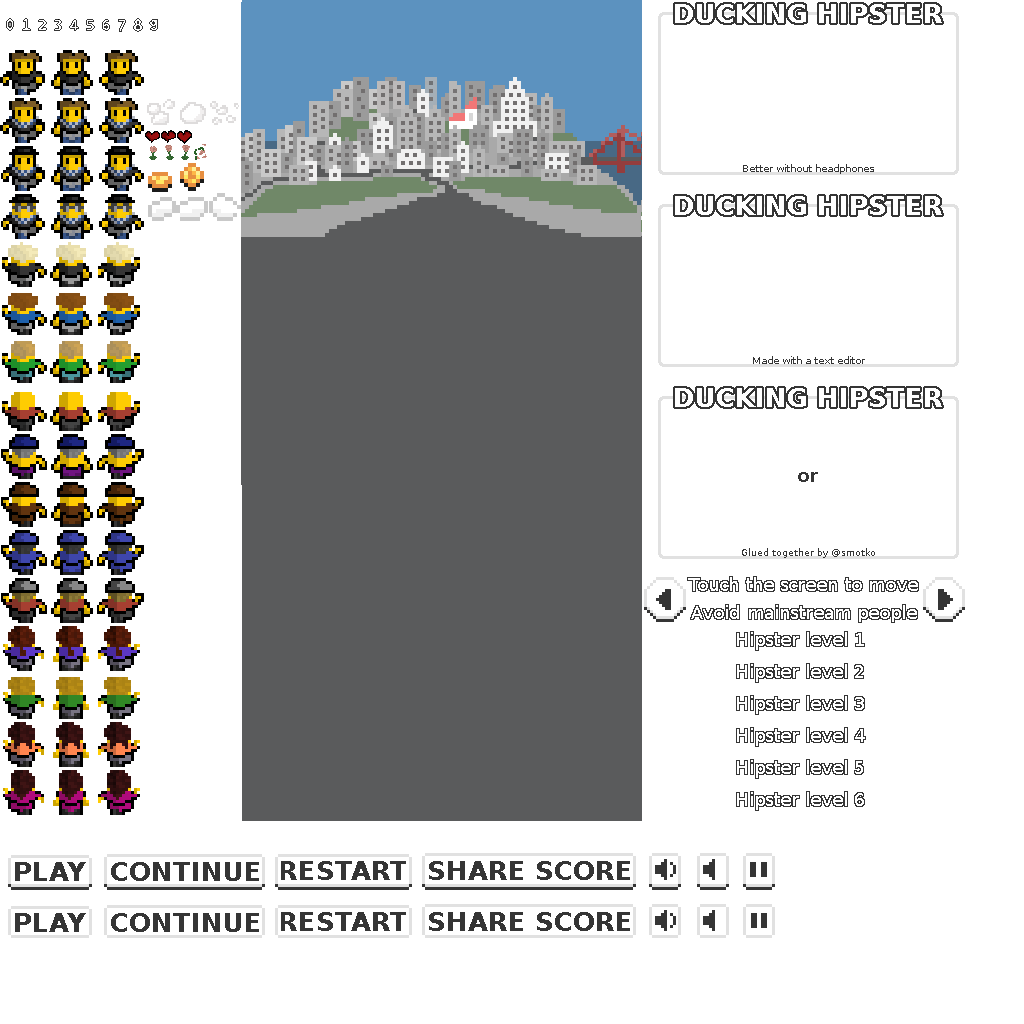 0 1 2 3 4 5 6 7 8 9
DUCKING HIPSTER
Better without headphones
DUCKING HIPSTER
Made with a text editor
DUCKING HIPSTER
or
Glued together by @smotko
Touch the screen to move
Avoid mainstream people
Hipster level 1
Hipster level 2
Hipster level 3
Hipster level 4
Hipster level 5
Hipster level 6
PLAY CONTINUE RESTART SHARE SCORE
PLAY CONTINUE RESTART SHARE SCORE